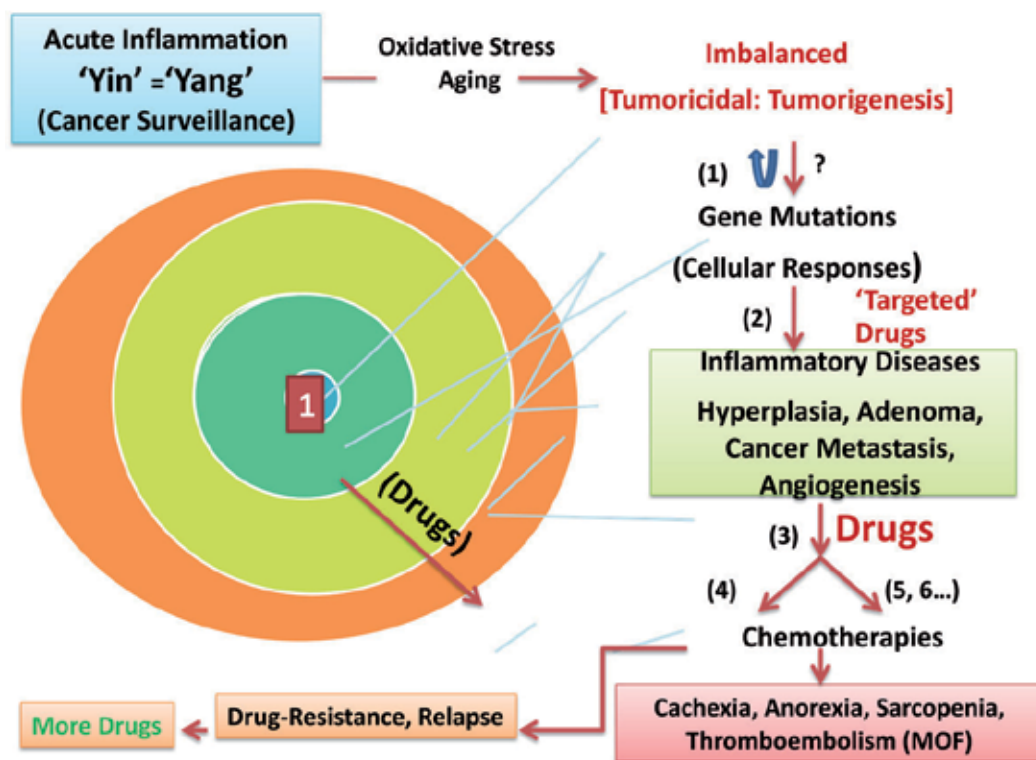 Acute Inflammation
‘Yin’ =‘Yang’
(Cancer Surveillance)
Oxidative Stress
Aging
Imbalanced
[Tumoricidal: Tumorigenesis]
(1)
?
Gene Mutations
(Cellular Responses)
(2)
‘Targeted’
Drugs
Inflammatory Diseases
Hyperplasia, Adenoma,
Cancer Metastasis,
Angiogenesis
1
(Drugs)
(3)
Drugs
(4)
(5, 6...)
Chemotherapies
More Drugs
Drug-Resistance, Relapse
Cachexia, Anorexia, Sarcopenia,
Thromboembolism (MOF)